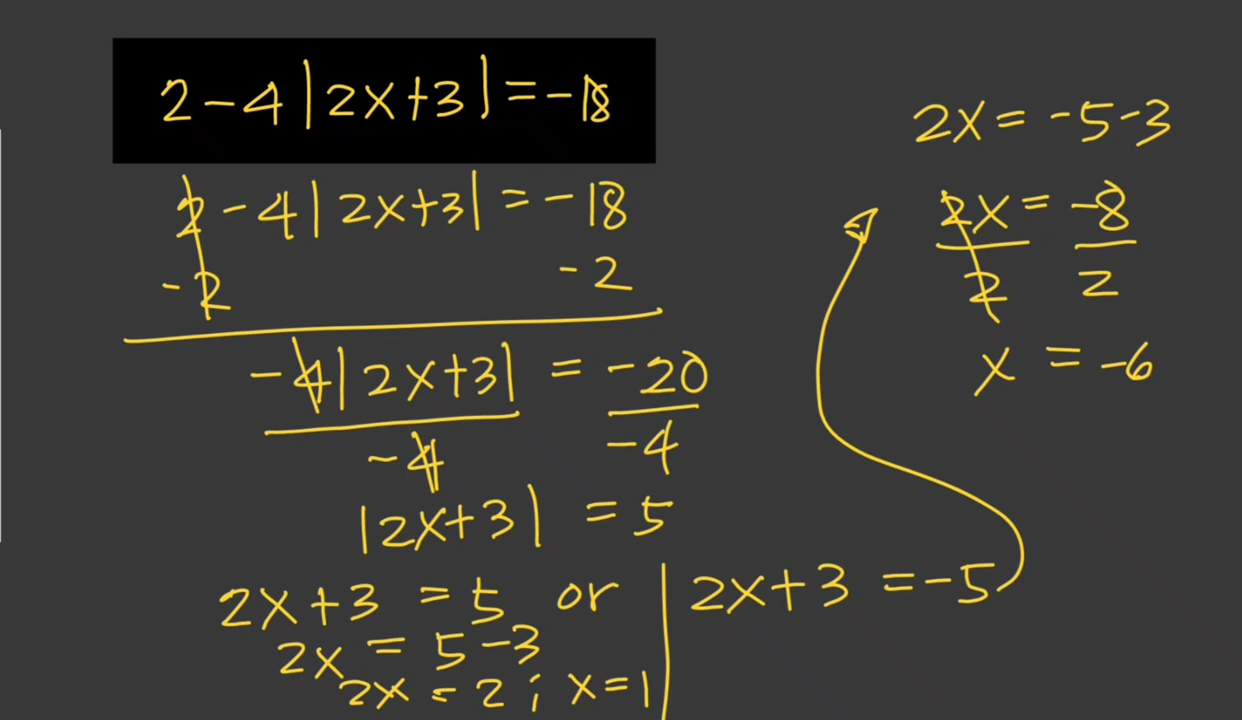 2-4|2x+3|=-18
2-4|2x+3|=-18
-2 -2
-4|2x+3| = -20
-4 -4
|2x+3| = 5
2x+3 = 5 or 2x+3 = -5
2x = 5-3
2x = 2; x=1
2x = -5-3
2x = -8
2 2
x = -6